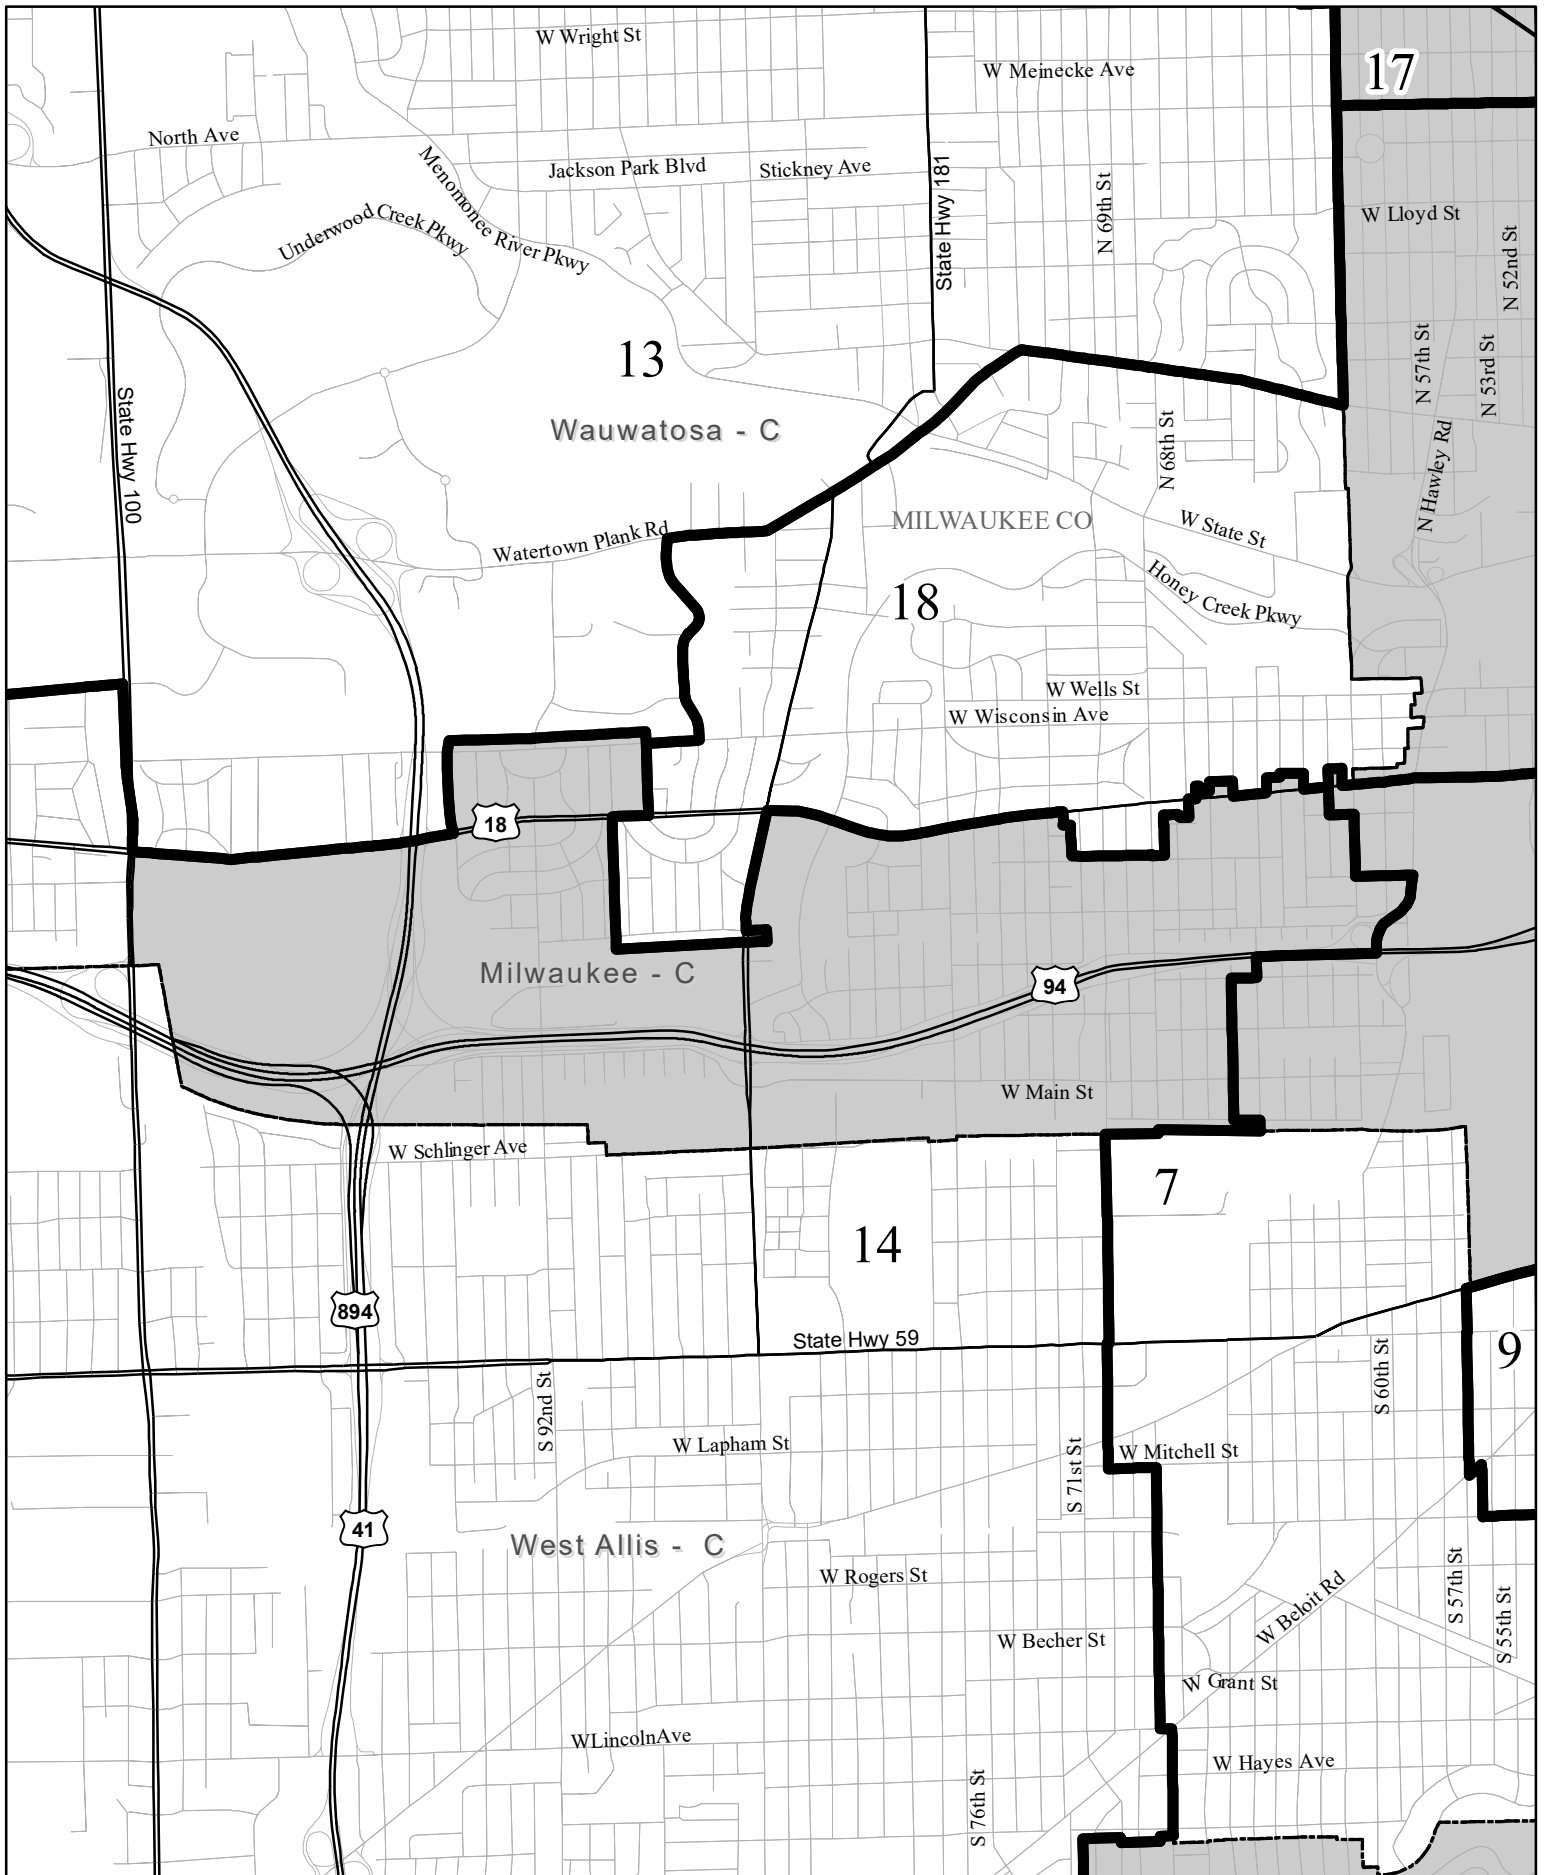 W Wright St
W Meinecke Ave
17
North Ave
Menomonee River Pkwy
Jackson Park Blvd
Stickney Ave
State Hwy 181
N 69th St
W Lloyd St
N 52nd St
Underwood Creek Pkwy
13
N 57th St
N 53rd St
State Hwy 100
Wauwatosa - C
N 68th St
N Hawley Rd
MILWAUKEE CO
W State St
Watertown Plank Rd
Honey Creek Pkwy
18
W Wells St
W Wisconsin Ave
18
Milwaukee - C
94
W Main St
W Schlinger Ave
7
14
894
State Hwy 59
9
S 60th St
S 92nd St
W Lapham St
S 71st St
W Mitchell St
41
West Allis - C
W Rogers St
S 57th St
W Beloit Rd
S 55th St
W Becher St
W Grant St
WLincolnAve
W Hayes Ave
S 76th St